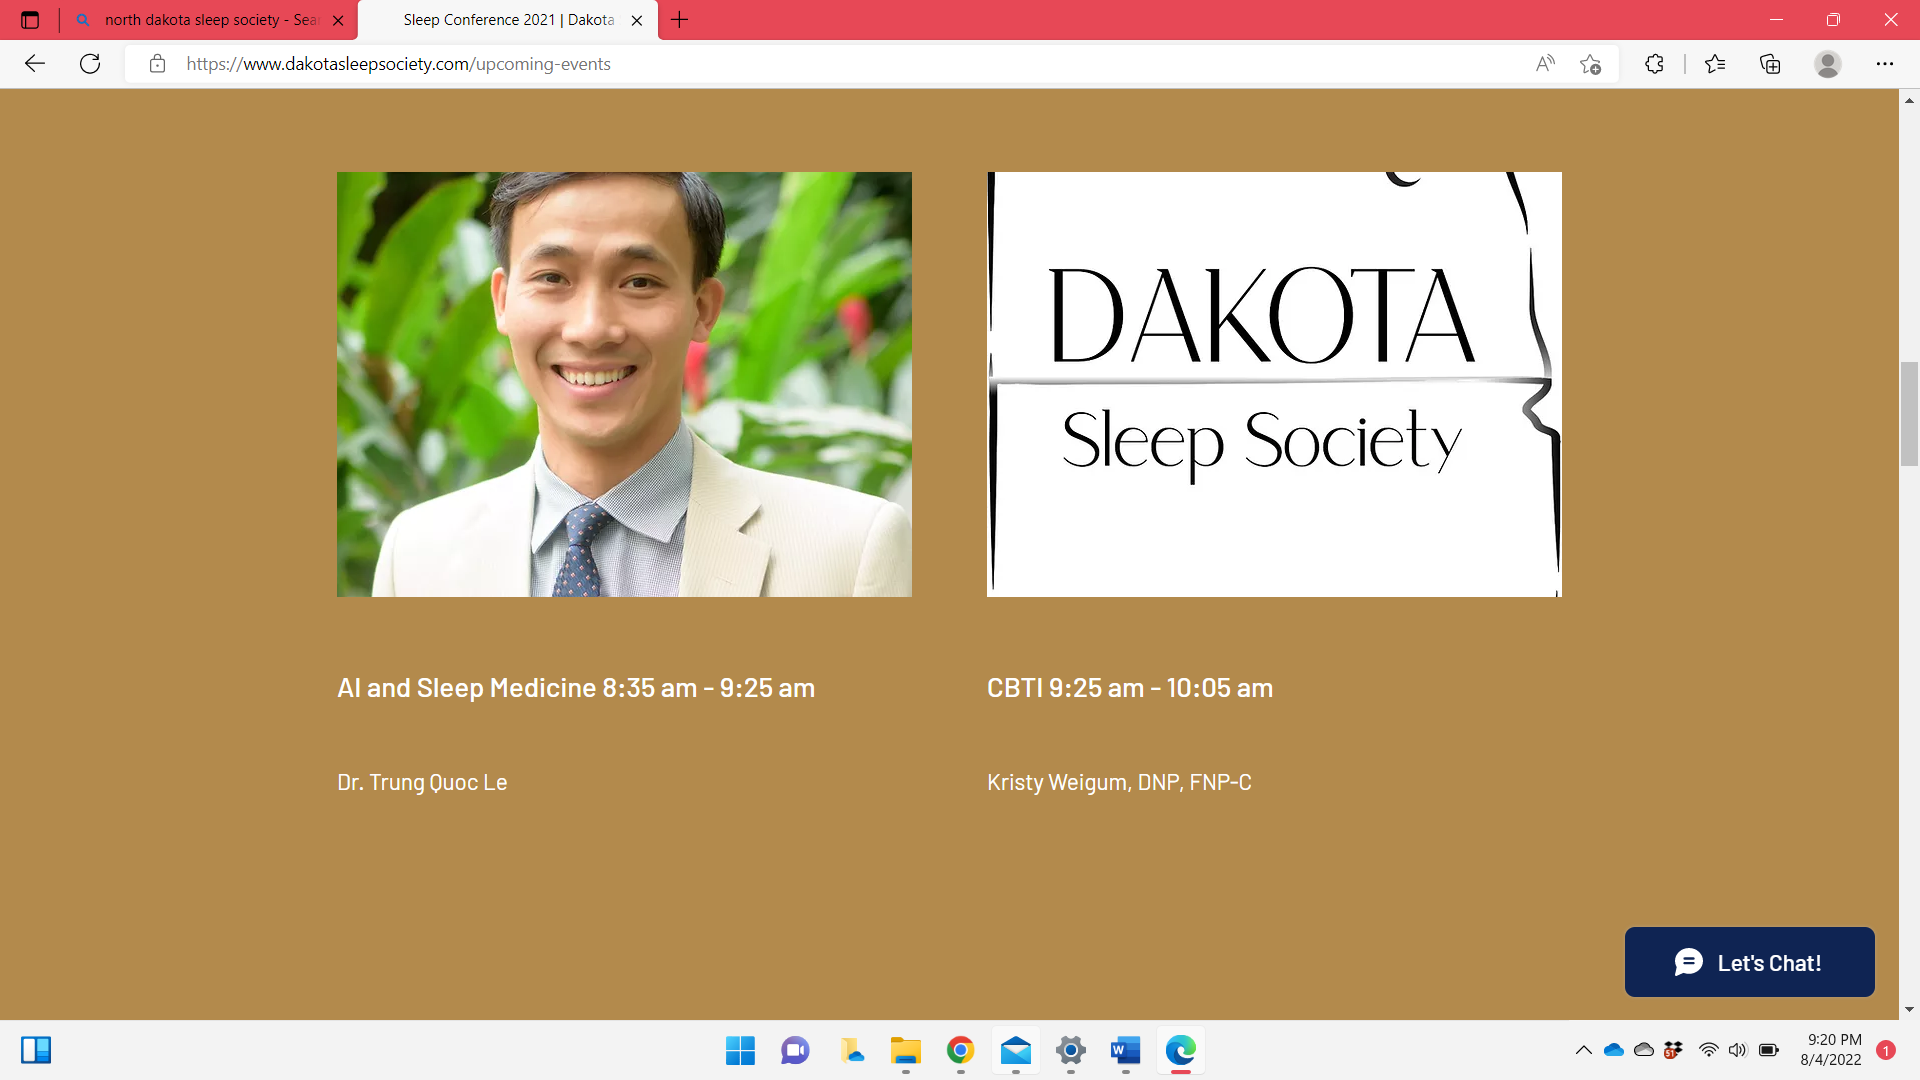 north dakota sleep society - Sea
Sleep Conference 2021 | Dakota
https://www.dakotasleepsociety.com/upcoming-events
DAKOTA
Sleep Society
AI and Sleep Medicine 8:35 am - 9:25 am
CBTI 9:25 am - 10:05 am
Dr. Trung Quoc Le
Kristy Weigum, DNP, FNP-C
Let's Chat!
51
9:20 PM
8/4/2022
1